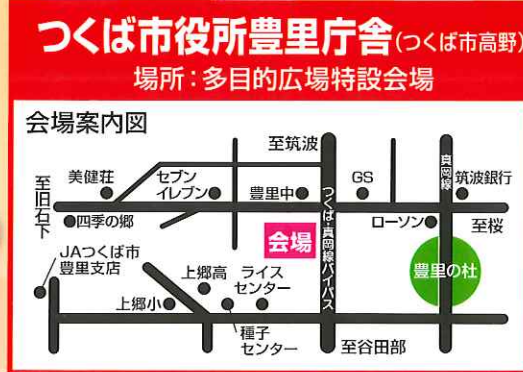 つくば市役所豊里庁舎(つくば市高野)
場所:多目的広場特設会場
会場案内図
至筑波
美健荘
セブン
イレブン
豊里中
GS
真岡線
筑波銀行
至旧石下
四季の郷
つくば・真岡線バイパス
ローソン
至桜
会場
JAつくば市
豊里支店
上郷高
ライス
センター
豊里の杜
上郷小
種子
センター
至谷田部